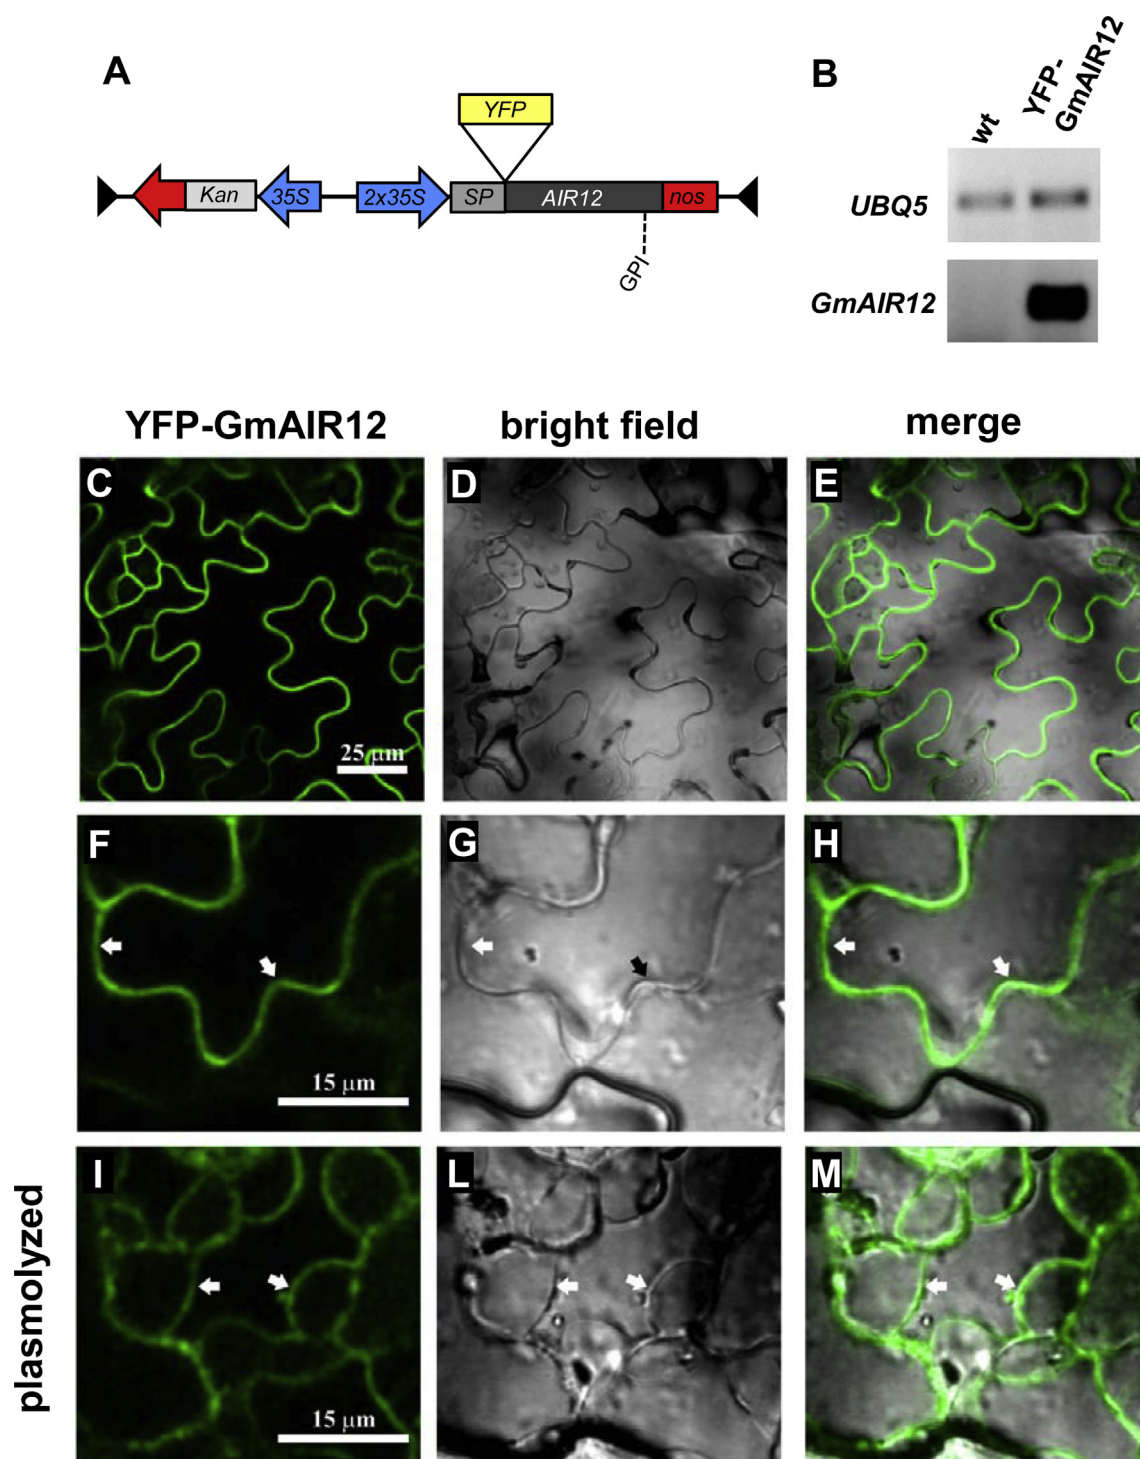 A
YFP
Kan
35S
2x35S
SP
AIR12
nos
GPI
B
wt
YFP-
GmAIR12
UBQ5
GmAIR12
YFP-GmAIR12
bright field
merge
C
25 μm
D
E
F
15 μm
G
H
plasmolyzed
I
15 μm
L
M